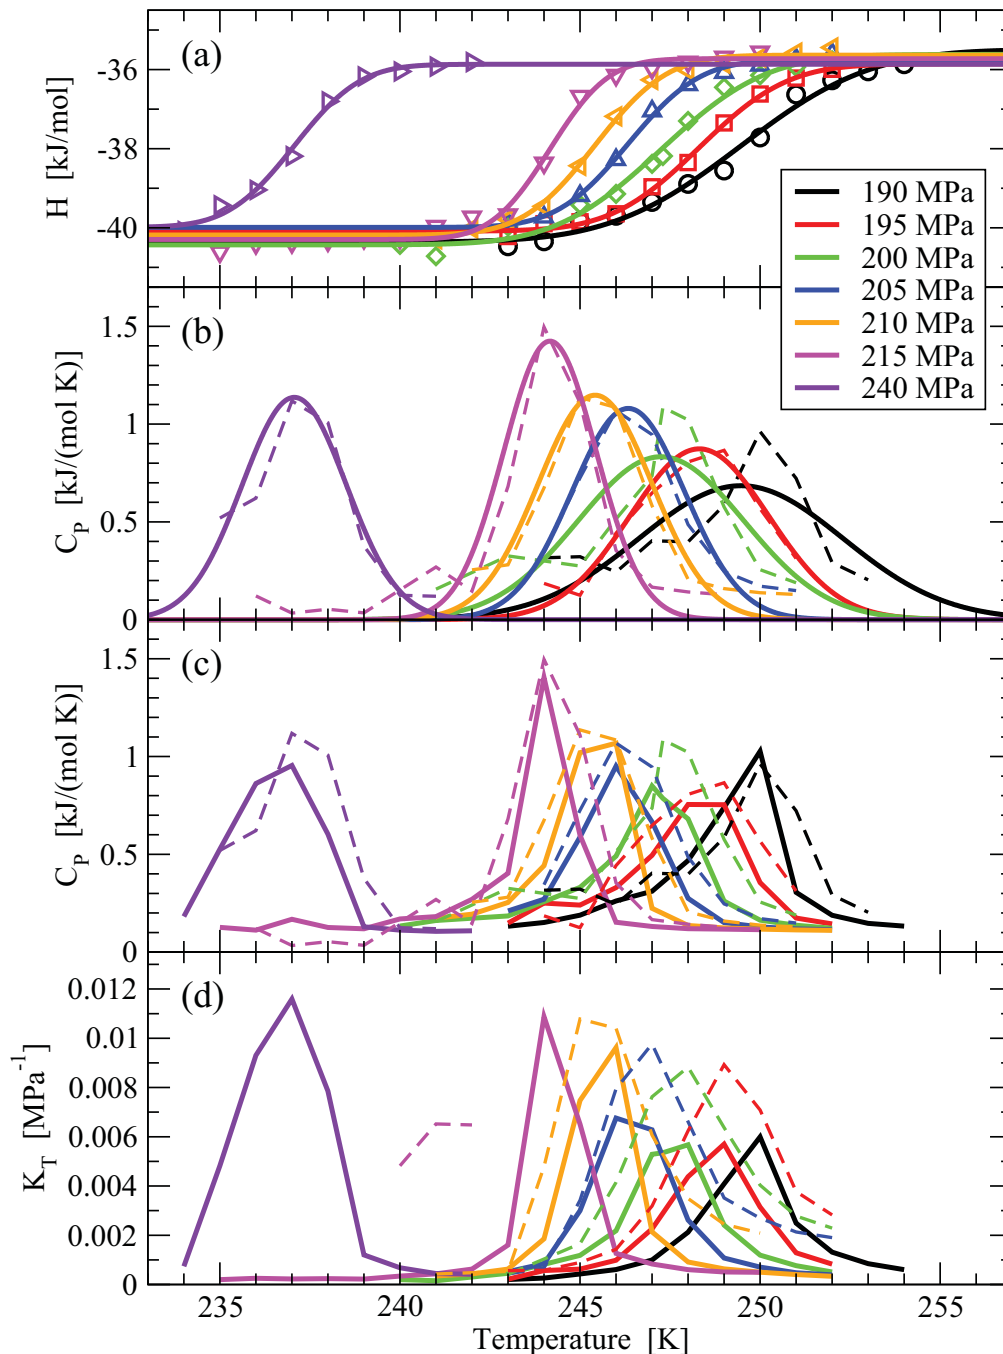 (a)
H [kJ/mol]
-36
-38
-40
190 MPa
195 MPa
200 MPa
205 MPa
210 MPa
215 MPa
240 MPa
(b)
C_P [kJ/(mol K)]
1.5
1
0.5
0
(c)
C_P [kJ/(mol K)]
1.5
1
0.5
0
(d)
K_T [MPa⁻¹]
0.012
0.01
0.008
0.006
0.004
0.002
0
235 240 245 250 255
Temperature [K]